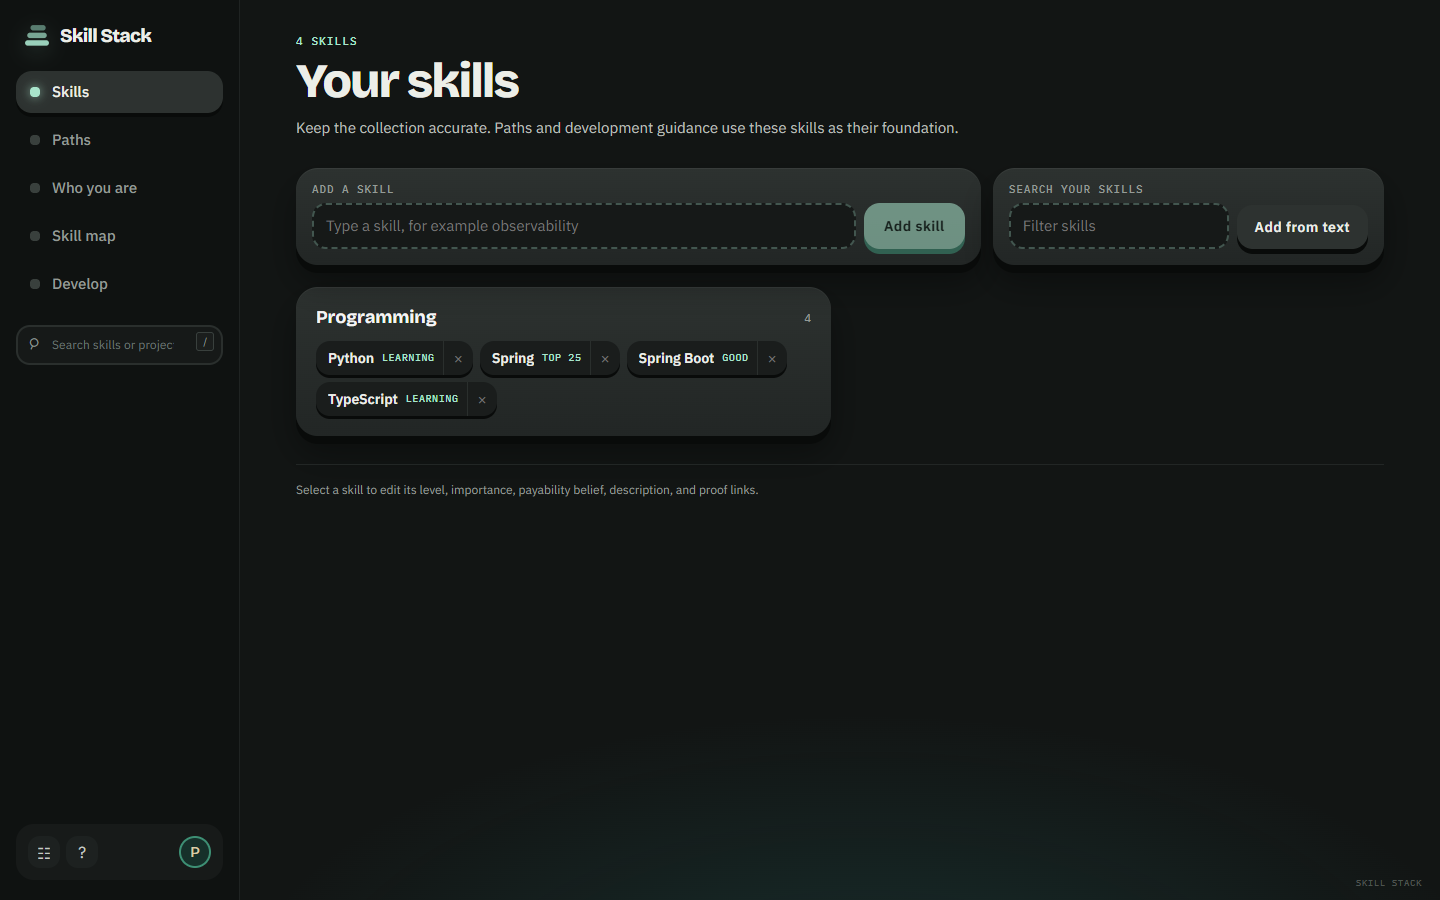 Skill Stack
Skills
Paths
Who you are
Skill map
Develop
Search skills or projec
/
?
P
4 SKILLS
Your skills
Keep the collection accurate. Paths and development guidance use these skills as their foundation.
ADD A SKILL
Type a skill, for example observability
Add skill
SEARCH YOUR SKILLS
Filter skills
Add from text
Programming
4
Python LEARNING ×
Spring TOP 25 ×
Spring Boot GOOD ×
TypeScript LEARNING ×
Select a skill to edit its level, importance, payability belief, description, and proof links.
SKILL STACK